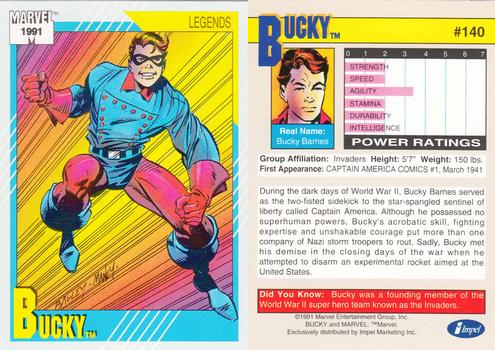 MARVEL
1991
M
LEGENDS
BUCKY™
BUCKY™
#140
0 1 2 3 4 5 6 7
STRENGTH
SPEED
AGILITY
STAMINA
DURABILITY
INTELLIGENCE
POWER RATINGS
Real Name:
Bucky Barnes
Group Affiliation: Invaders Height: 5'7" Weight: 150 lbs.
First Appearance: CAPTAIN AMERICA COMICS #1, March 1941
During the dark days of World War II, Bucky Barnes served
as the two-fisted sidekick to the star-spangled sentinel of
liberty called Captain America. Although he possessed no
superhuman powers, Bucky's acrobatic skill, fighting
expertise and unshakable courage put more than one
company of Nazi storm troopers to rout. Sadly, Bucky met
his demise in the closing days of the war when he
attempted to disarm an experimental rocket aimed at the
United States.
Did You Know: Bucky was a founding member of the
World War II super hero team known as the Invaders.
©1991 Marvel Entertainment Group, Inc.
BUCKY and MARVEL: ™Marvel.
Exclusively distributed by Impel Marketing Inc.
impel